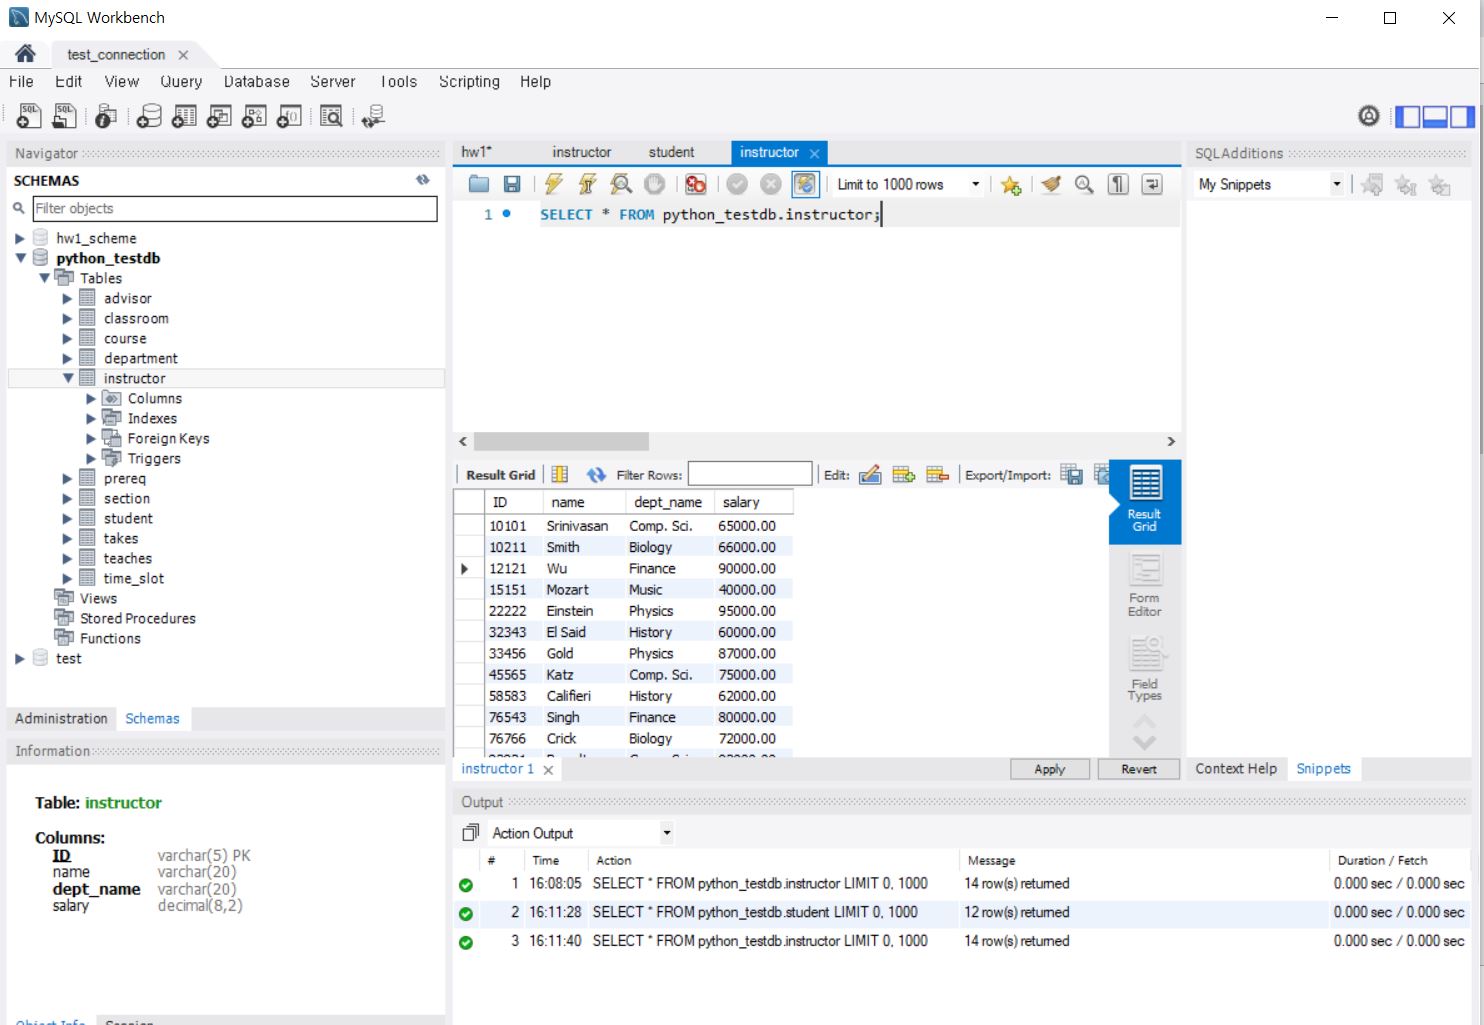 MySQL Workbench
test_connection
File Edit View Query Database Server Tools Scripting Help
Navigator
SCHEMAS
Filter objects
hw1_scheme
python_testdb
Tables
advisor
classroom
course
department
instructor
Columns
Indexes
Foreign Keys
Triggers
prereq
section
student
takes
teaches
time_slot
Views
Stored Procedures
Functions
test
Administration Schemas
Information
Table: instructor
Columns:
ID varchar(5) PK
name varchar(20)
dept_name varchar(20)
salary decimal(8,2)
Object Info Session
hw1* instructor student instructor
Limit to 1000 rows
1 SELECT * FROM python_testdb.instructor;
Result Grid Filter Rows: Edit: Export/Import:
ID name dept_name salary
10101 Srinivasan Comp. Sci. 65000.00
10211 Smith Biology 66000.00
12121 Wu Finance 90000.00
15151 Mozart Music 40000.00
22222 Einstein Physics 95000.00
32343 El Said History 60000.00
33456 Gold Physics 87000.00
45565 Katz Comp. Sci. 75000.00
58583 Califieri History 62000.00
76543 Singh Finance 80000.00
76766 Crick Biology 72000.00
Result
Grid
Form
Editor
Field
Types
instructor 1 Apply Revert
SQLAdditions
My Snippets
Context Help Snippets
Output
Action Output
# Time Action Message Duration / Fetch
1 16:08:05 SELECT * FROM python_testdb.instructor LIMIT 0, 1000 14 row(s) returned 0.000 sec / 0.000 sec
2 16:11:28 SELECT * FROM python_testdb.student LIMIT 0, 1000 12 row(s) returned 0.000 sec / 0.000 sec
3 16:11:40 SELECT * FROM python_testdb.instructor LIMIT 0, 1000 14 row(s) returned 0.000 sec / 0.000 sec